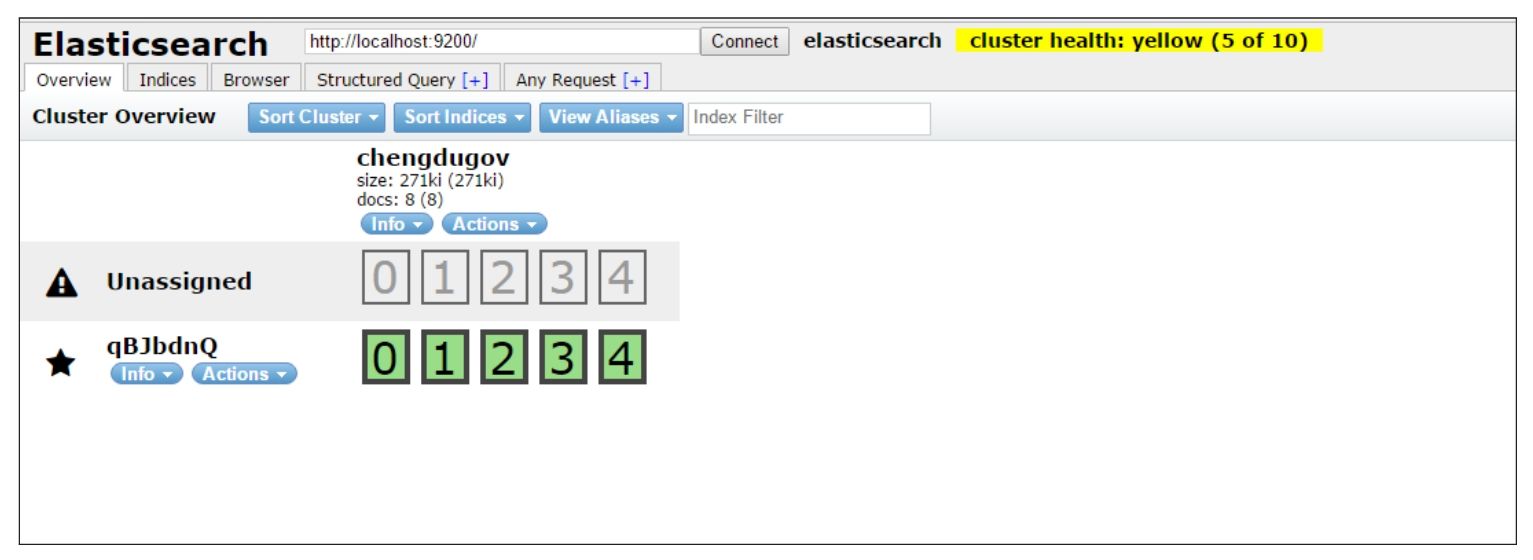 Elasticsearch http://localhost:9200/ Connect elasticsearch cluster health: yellow (5 of 10)
Overview Indices Browser Structured Query [+] Any Request [+]
Cluster Overview Sort Cluster Sort Indices View Aliases Index Filter
chengdugov
size: 271ki (271ki)
docs: 8 (8)
Info Actions
Unassigned 0 1 2 3 4
qBJbdnQ 0 1 2 3 4
Info Actions